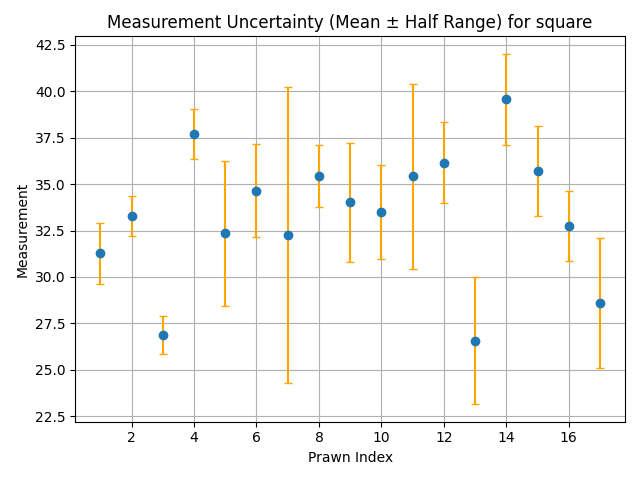 Measurement Uncertainty (Mean ± Half Range) for square
42.5
40.0
37.5
35.0
32.5
30.0
27.5
25.0
22.5
Measurement
2 4 6 8 10 12 14 16
Prawn Index